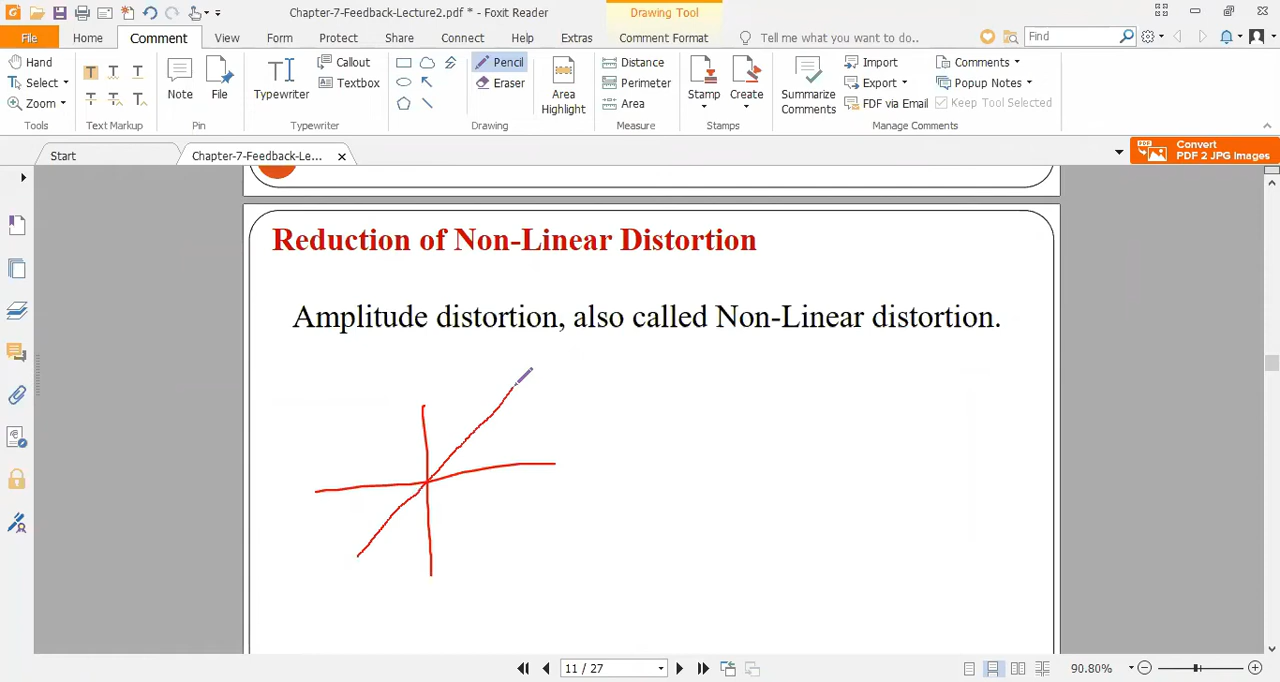 Chapter-7-Feedback-Lecture2.pdf * - Foxit Reader
Drawing Tool
Find
File
Home
Comment
View
Form
Protect
Share
Connect
Help
Extras
Comment Format
Tell me what you want to do..
Hand
Select
Zoom
Tools
T T T
T T T
Text Markup
Note
File
Pin
Typewriter
Callout
Textbox
Typewriter
Pencil
Eraser
Drawing
Area
Highlight
Distance
Perimeter
Area
Measure
Stamp
Create
Stamps
Summarize
Comments
Import
Export
FDF via Email
Comments
Popup Notes
Keep Tool Selected
Manage Comments
Start
Chapter-7-Feedback-Le...
Convert
PDF 2 JPG Images
Reduction of Non-Linear Distortion
Amplitude distortion, also called Non-Linear distortion.
11 / 27
90.80%